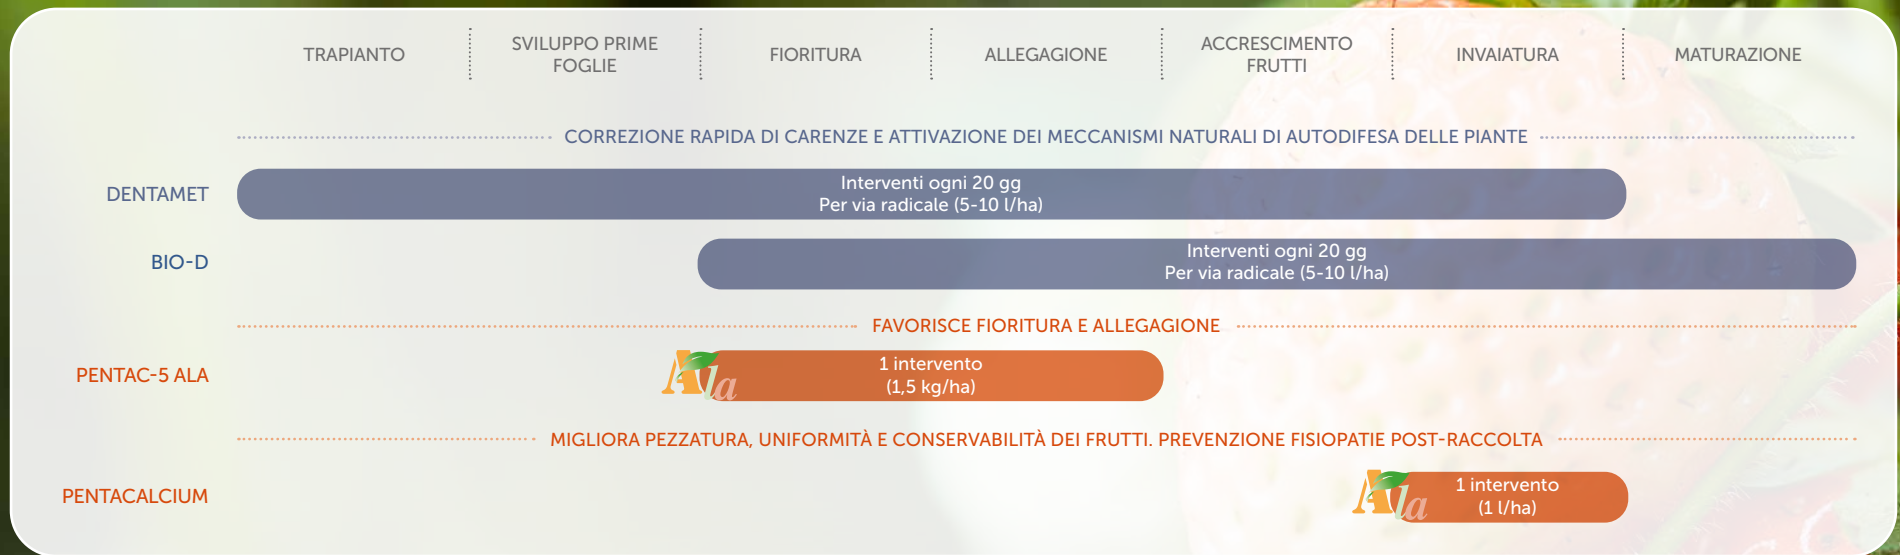 TRAPIANTO
SVILUPPO PRIME
FOGLIE
FIORITURA
ALLEGAGIONE
ACCRESCIMENTO
FRUTTI
INVAIATURA
MATURAZIONE
CORREZIONE RAPIDA DI CARENZE E ATTIVAZIONE DEI MECCANISMI NATURALI DI AUTODIFESA DELLE PIANTE
DENTAMET
Interventi ogni 20 gg
Per via radicale (5-10 l/ha)
BIO-D
Interventi ogni 20 gg
Per via radicale (5-10 l/ha)
FAVORISCE FIORITURA E ALLEGAGIONE
PENTAC-5 ALA
Ala
1 intervento
(1,5 kg/ha)
MIGLIORA PEZZATURA, UNIFORMITÀ E CONSERVABILITÀ DEI FRUTTI. PREVENZIONE FISIOPATIE POST-RACCOLTA
PENTACALCIUM
Ala
1 intervento
(1 l/ha)